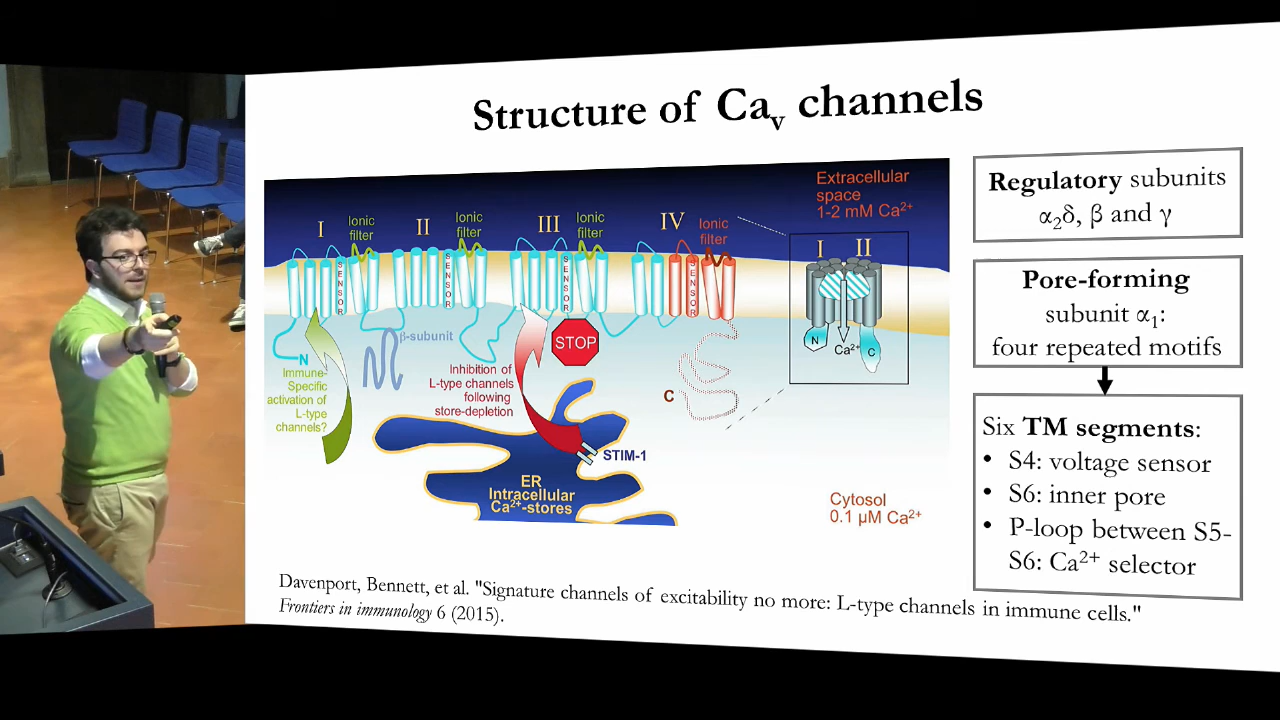 Structure of Caᵥ channels
Extracellular
space
1-2 mM Ca²⁺
I
Ionic
filter
II
Ionic
filter
III
Ionic
filter
IV
Ionic
filter
I II
SENSOR
SENSOR
SENSOR
SENSOR
N
Ca²⁺
C
β-subunit
STOP
N
Immune-
Specific
activation of
L-type
channels?
Inhibition of
L-type channels
following
store-depletion
C
STIM-1
ER
Intracellular
Ca²⁺-stores
Cytosol
0.1 µM Ca²⁺
Regulatory subunits
α₂δ, β and γ
Pore-forming
subunit α₁:
four repeated motifs
Six TM segments:
• S4: voltage sensor
• S6: inner pore
• P-loop between S5-
S6: Ca²⁺ selector
Davenport, Bennett, et al. "Signature channels of excitability no more: L-type channels in immune cells."
Frontiers in immunology 6 (2015).